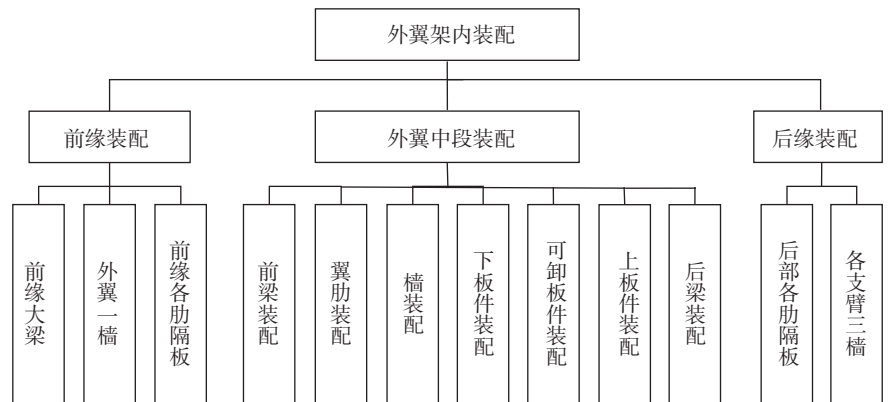 外翼架内装配
前缘装配
外翼中段装配
后缘装配
前缘大梁
外翼一樯
前缘各肋隔板
前梁装配
翼肋装配
樯装配
下板件装配
可卸板件装配
上板件装配
后梁装配
后部各肋隔板
各支臂三樯